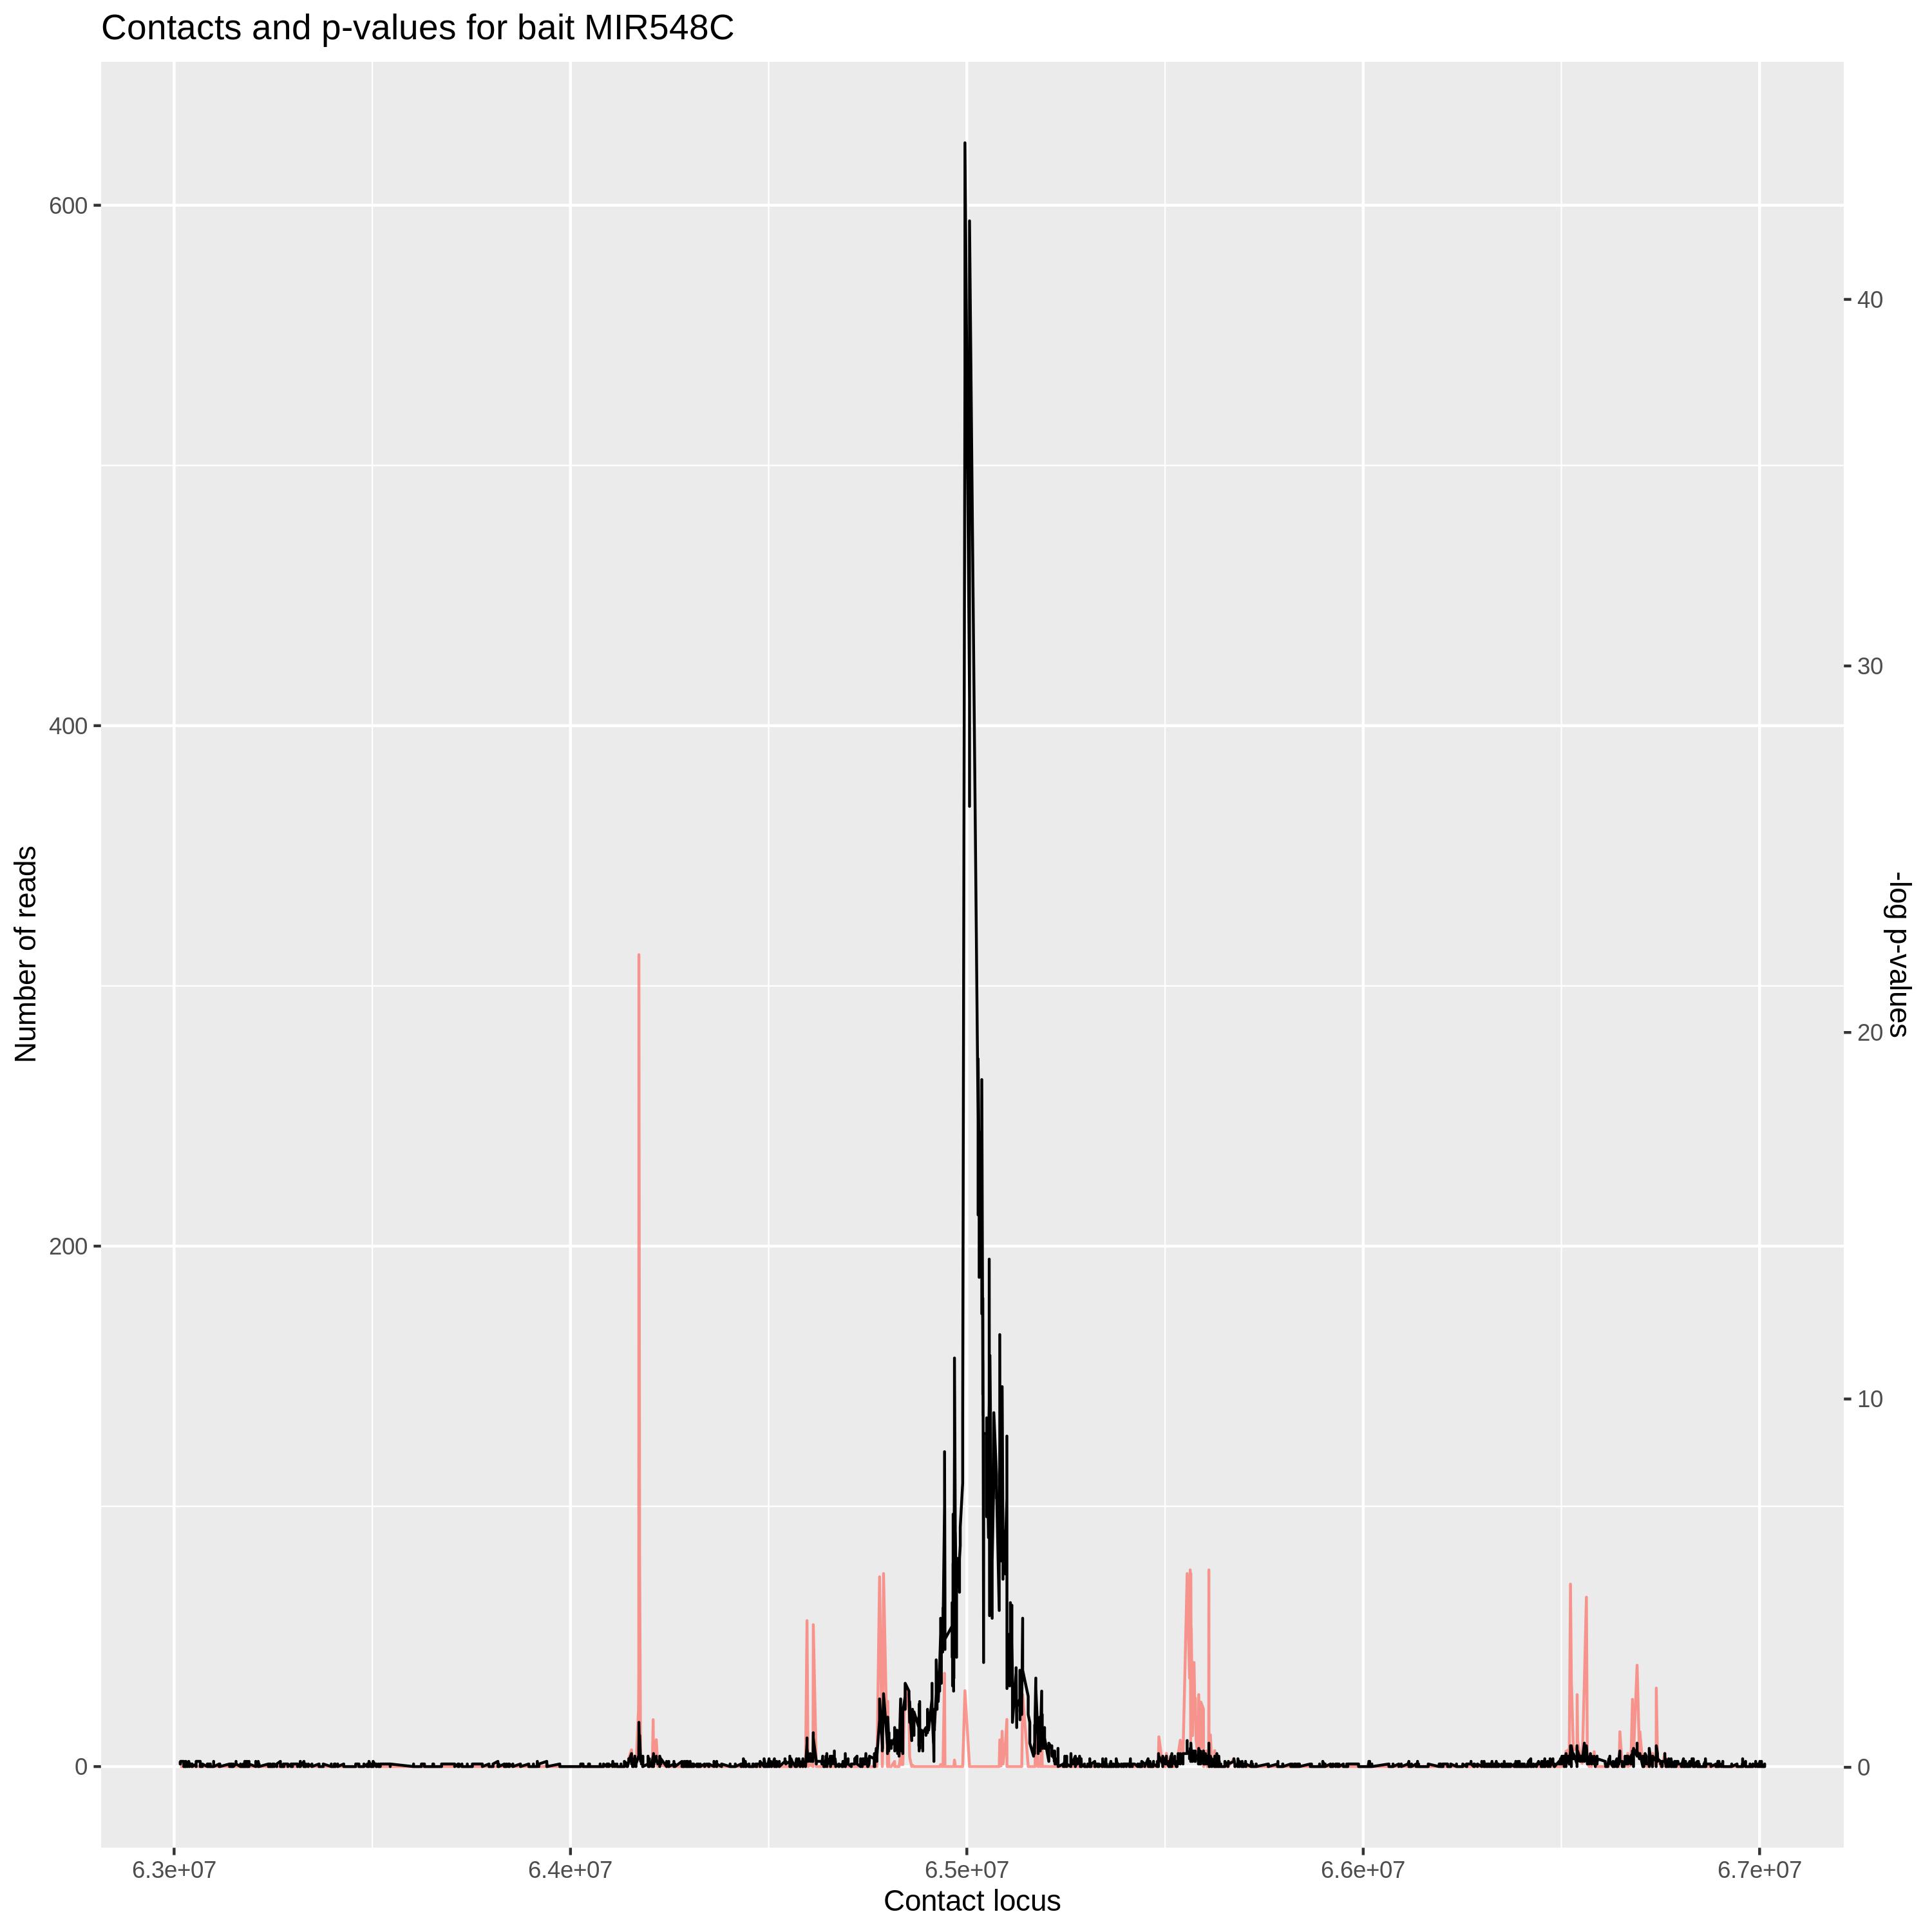 Contacts and p-values for bait MIR548C
600
400
200
0
Number of reads
40
30
20
10
0
-log p-values
6.3e+07
6.4e+07
6.5e+07
6.6e+07
6.7e+07
Contact locus